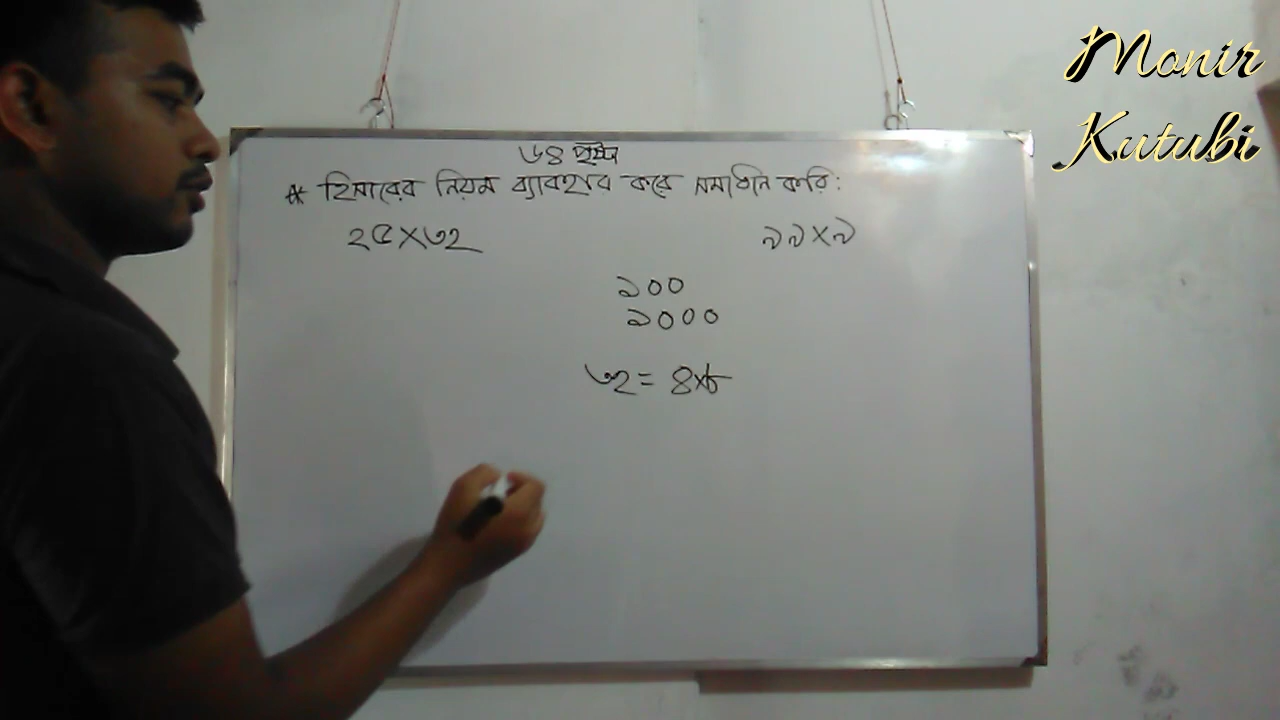 ৬৪ পৃষ্ঠা
* হিসাবের নিয়ম ব্যাবহার করে সমাধান করি:
২৫×৩২
৯৯×৯
১০০
১০০০
৩২= ৪×৮
Monir
Kutubi